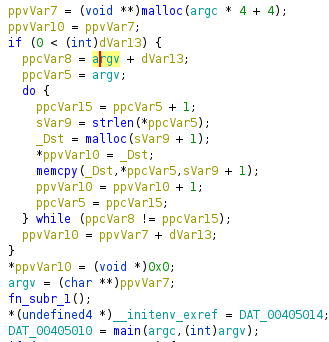 ppvVar7 = (void **)malloc(argc * 4 + 4);
ppvVar10 = ppvVar7;
if (0 < (int)dVar13) {
ppcVar8 = argv + dVar13;
ppcVar5 = argv;
do {
ppcVar15 = ppcVar5 + 1;
sVar9 = strlen(*ppcVar5);
_Dst = malloc(sVar9 + 1);
*ppvVar10 = _Dst;
memcpy(_Dst,*ppcVar5,sVar9 + 1);
ppvVar10 = ppvVar10 + 1;
ppcVar5 = ppcVar15;
} while (ppcVar8 != ppcVar15);
ppvVar10 = ppvVar7 + dVar13;
}
*ppvVar10 = (void *)0x0;
argv = (char **)ppvVar7;
fn_subr_1();
*(undefined4 *)__initenv_exref = DAT_00405014;
DAT_00405010 = main(argc,(int)argv);